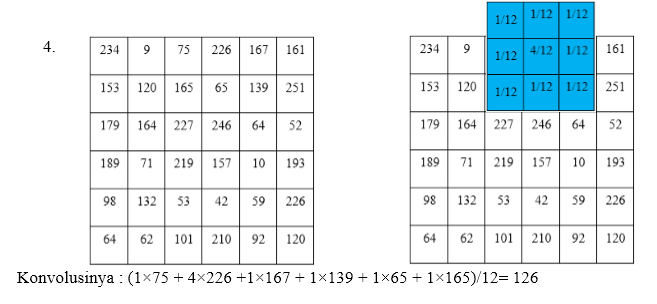 1/12 1/12 1/12
4. 234 9 75 226 167 161 234 9 1/12 4/12 1/12 161
153 120 165 65 139 251 153 120 1/12 1/12 1/12 251
179 164 227 246 64 52 179 164 227 246 64 52
189 71 219 157 10 193 189 71 219 157 10 193
98 132 53 42 59 226 98 132 53 42 59 226
64 62 101 210 92 120 64 62 101 210 92 120
Konvolusinya : (1×75 + 4×226 +1×167 + 1×139 + 1×65 + 1×165)/12= 126